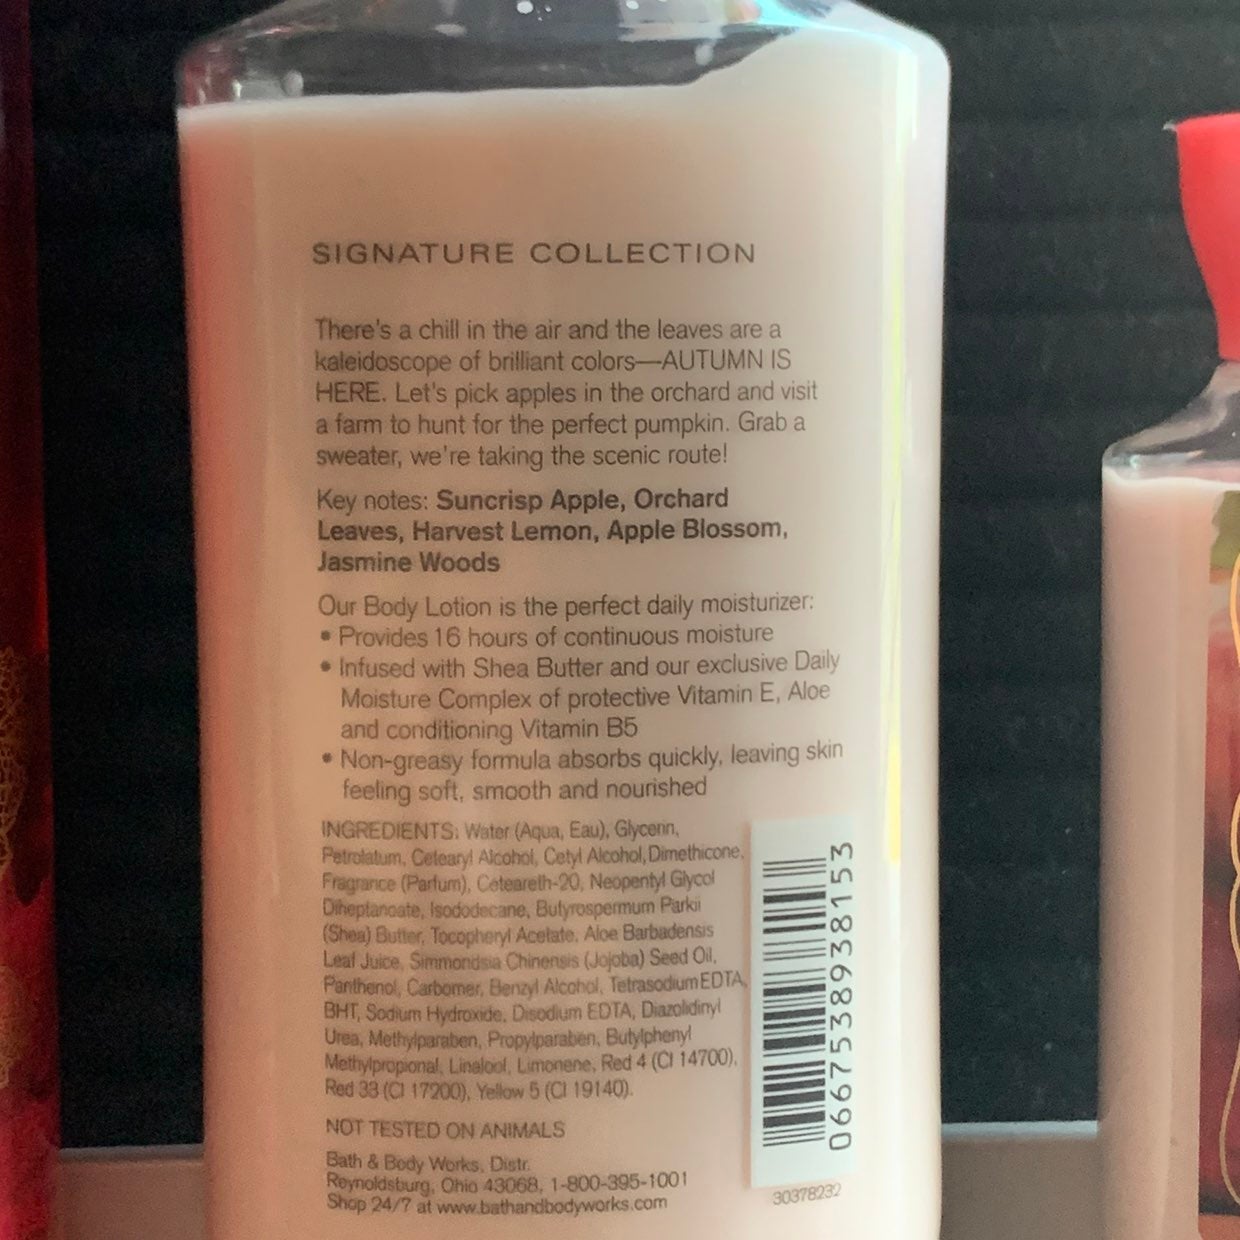 SIGNATURE COLLECTION
There's a chill in the air and the leaves are a
kaleidoscope of brilliant colors—AUTUMN IS
HERE. Let's pick apples in the orchard and visit
a farm to hunt for the perfect pumpkin. Grab a
sweater, we're taking the scenic route!
Key notes: Suncrisp Apple, Orchard
Leaves, Harvest Lemon, Apple Blossom,
Jasmine Woods
Our Body Lotion is the perfect daily moisturizer:
• Provides 16 hours of continuous moisture
• Infused with Shea Butter and our exclusive Daily
Moisture Complex of protective Vitamin E, Aloe
and conditioning Vitamin B5
• Non-greasy formula absorbs quickly, leaving skin
feeling soft, smooth and nourished
INGREDIENTS: Water (Aqua, Eau), Glycerin,
Petrolatum, Cetearyl Alcohol, Cetyl Alcohol, Dimethicone,
Fragrance (Parfum), Ceteareth-20, Neopentyl Glycol
Diheptanoate, Isododecane, Butyrospermum Parkii
(Shea) Butter, Tocopheryl Acetate, Aloe Barbadensis
Leaf Juice, Simmondsia Chinensis (Jojoba) Seed Oil,
Panthenol, Carbomer, Benzyl Alcohol, Tetrasodium EDTA,
BHT, Sodium Hydroxide, Disodium EDTA, Diazolidinyl
Urea, Methylparaben, Propylparaben, Butylphenyl
Methylpropional, Linalool, Limonene, Red 4 (CI 14700),
Red 33 (CI 17200), Yellow 5 (CI 19140).
NOT TESTED ON ANIMALS
Bath & Body Works, Distr.
Reynoldsburg, Ohio 43068, 1-800-395-1001
Shop 24/7 at www.bathandbodyworks.com
0667538938153
30378232